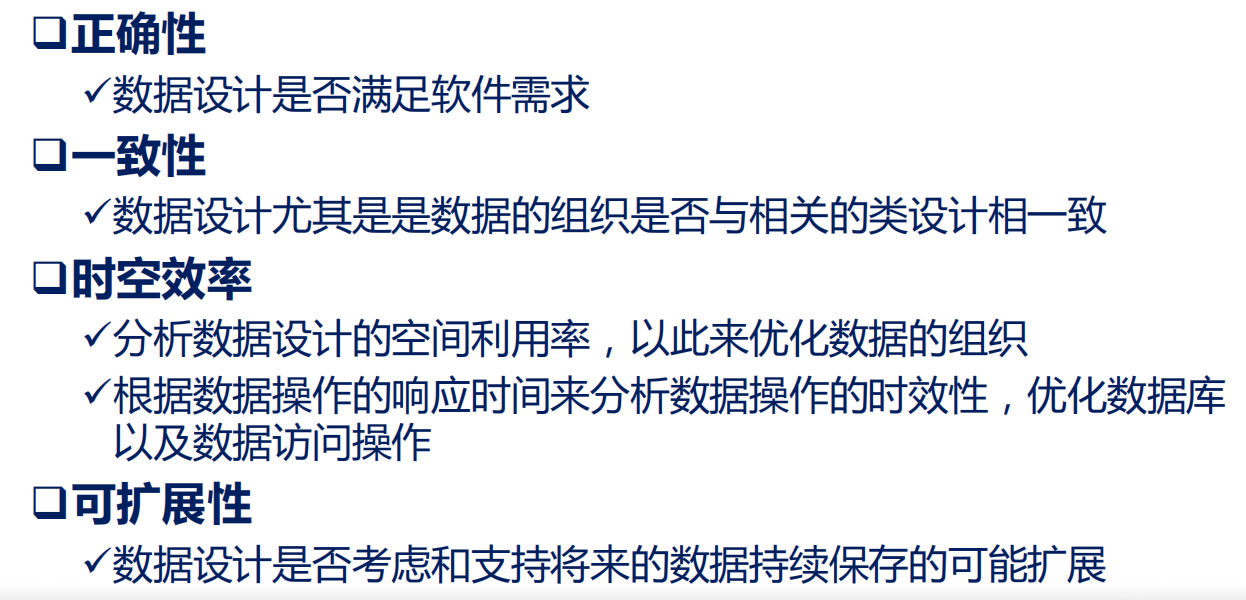 ❑正确性
✓数据设计是否满足软件需求
❑一致性
✓数据设计尤其是是数据的组织是否与相关的类设计相一致
❑时空效率
✓分析数据设计的空间利用率，以此来优化数据的组织
✓根据数据操作的响应时间来分析数据操作的时效性，优化数据库
以及数据访问操作
❑可扩展性
✓数据设计是否考虑和支持将来的数据持续保存的可能扩展